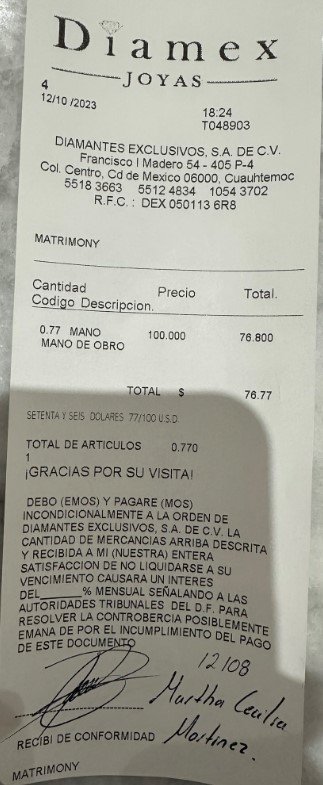 Diamex
JOYAS
4
12/10 /2023
18:24
T048903
DIAMANTES EXCLUSIVOS, S.A. DE C.V.
Francisco I Madero 54 - 405 P-4
Col. Centro, Cd de Mexico 06000, Cuauhtemoc
5518 3663 5512 4834 1054 3702
R.F.C. : DEX 050113 6R8
MATRIMONY
Cantidad Precio Total.
Codigo Descripcion.
0.77 MANO 100.000 76.800
MANO DE OBRO
TOTAL $ 76.77
SETENTA Y SEIS DOLARES 77/100 U.S.D.
TOTAL DE ARTICULOS 0.770
1
¡GRACIAS POR SU VISITA!
DEBO (EMOS) Y PAGARE (MOS)
INCONDICIONALMENTE A LA ORDEN DE
DIAMANTES EXCLUSIVOS, S.A. DE C.V. LA
CANTIDAD DE MERCANCIAS ARRIBA DESCRITA
Y RECIBIDA A MI (NUESTRA) ENTERA
SATISFACCION DE NO LIQUIDARSE A SU
VENCIMIENTO CAUSARA UN INTERES
DEL_____% MENSUAL SEÑALANDO A LAS
AUTORIDADES TRIBUNALES DEL D.F. PARA
RESOLVER LA CONTROBERCIA POSIBLEMENTE
EMANA DE POR EL INCUMPLIMIENTO DEL PAGO
DE ESTE DOCUMENTO
12108
Martha Cecilia
Martinez.
RECIBI DE CONFORMIDAD
MATRIMONY